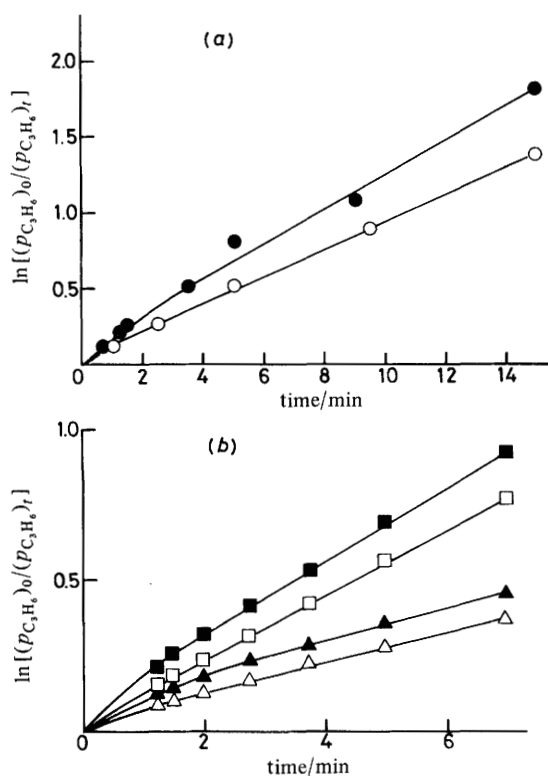 (a)
ln [(pC₃H₆)₀/(pC₃H₆)ₜ]
2.0
1.5
1.0
0.5
0 2 4 6 8 10 12 14
time/min
(b)
ln [(pC₃H₆)₀/(pC₃H₆)ₜ]
1.0
0.5
0 2 4 6
time/min